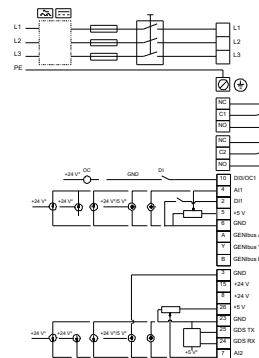 L1 L1
L2 L2
L3 L3
PE
NC
C1
NO
NC
C2
NO
+24 V* OC GND DI 10 DI3/OC1
4 AI1
+24 V* +24 V* +24 V*/5 V* 2 DI1
5 +5 V
6 GND
A GENIbus
Y GENIbus
B GENIbus
3 GND
15 +24 V
8 +24 V
26 +5 V
23 GND
25 GDS TX
24 GDS RX
+24 V* +24 V* +24 V*/5 V* +5 V* 7 AI2